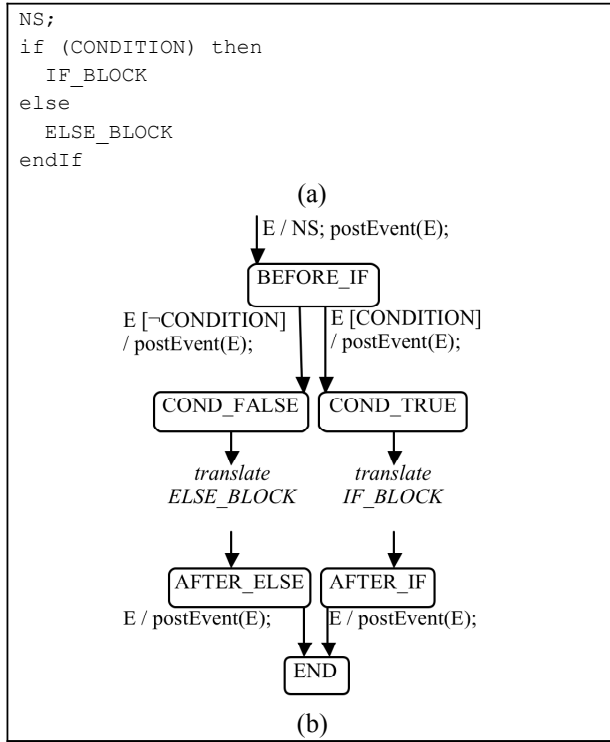 NS;
if (CONDITION) then
IF_BLOCK
else
ELSE_BLOCK
endIf
(a)
E / NS; postEvent(E);
BEFORE_IF
E [¬CONDITION]
/ postEvent(E);
E [CONDITION]
/ postEvent(E);
COND_FALSE
COND_TRUE
translate
ELSE_BLOCK
translate
IF_BLOCK
AFTER_ELSE
AFTER_IF
E / postEvent(E);
E / postEvent(E);
END
(b)